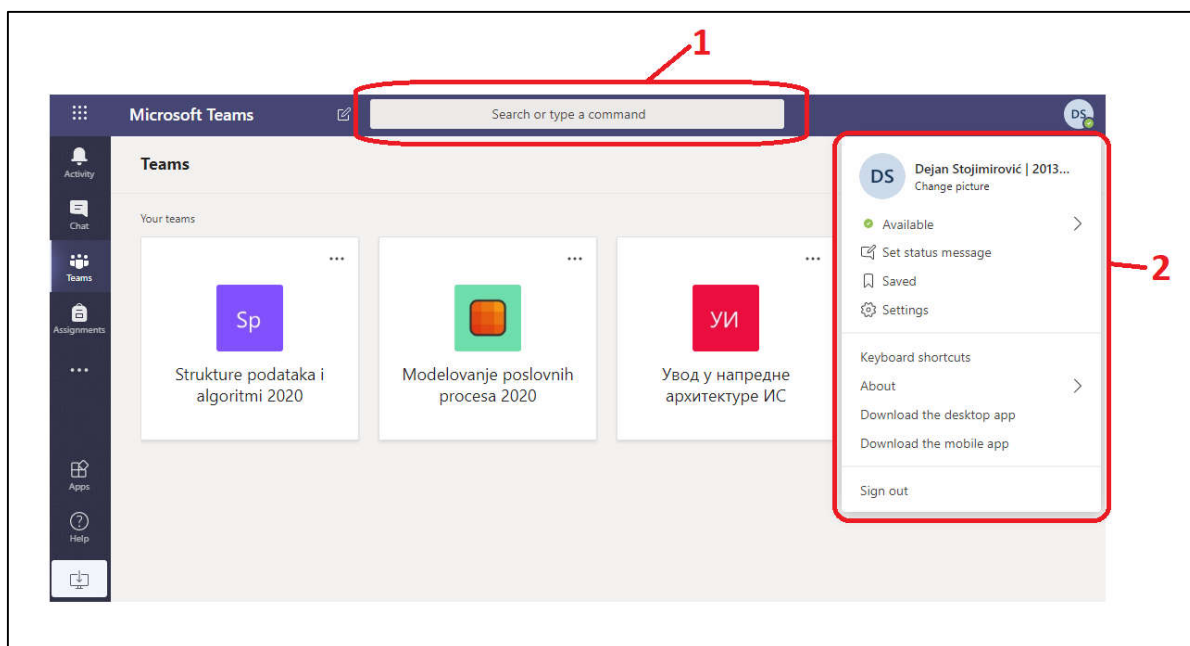 1
Microsoft Teams
Search or type a command
DS
Activity
Chat
Teams
Assignments
Apps
Help
Teams
Your teams
Sp
Strukture podataka i
algoritmi 2020
Modelovanje poslovnih
procesa 2020
УИ
Увод у напредне
архитектуре ИС
DS
Dejan Stojimirović | 2013...
Change picture
Available
Set status message
Saved
Settings
Keyboard shortcuts
About
Download the desktop app
Download the mobile app
Sign out
2